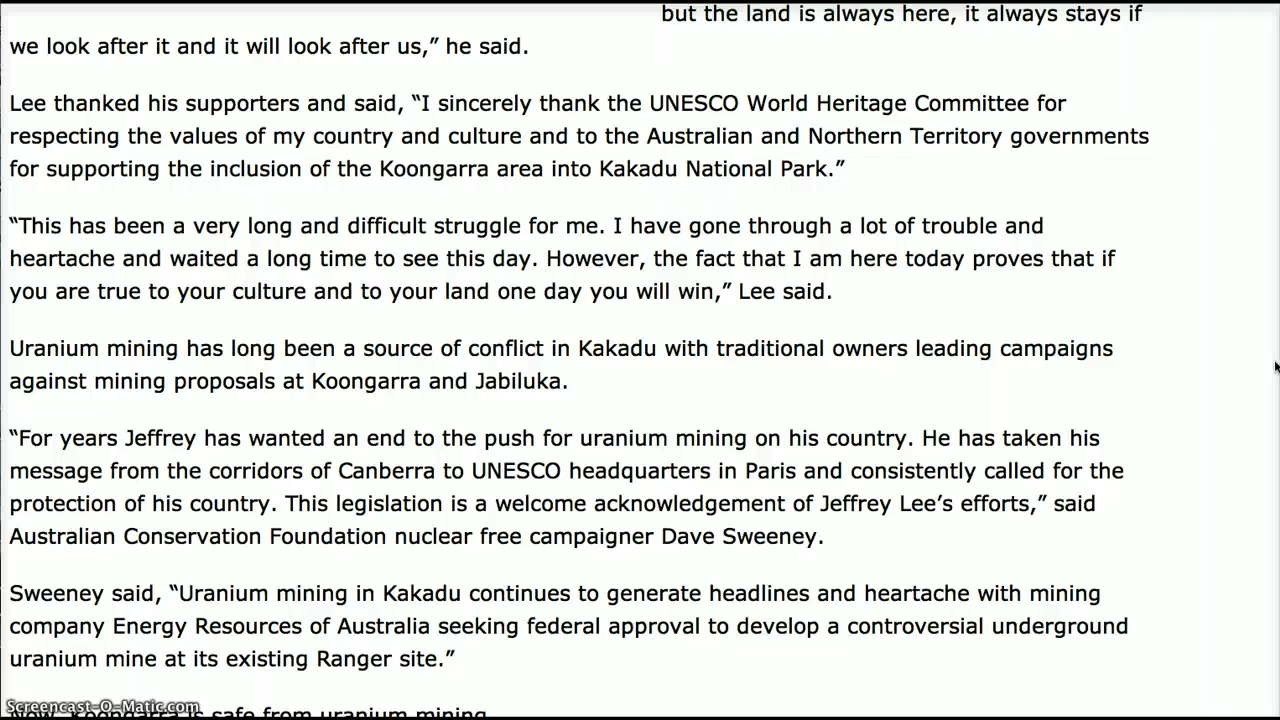 but the land is always here, it always stays if
we look after it and it will look after us,” he said.
Lee thanked his supporters and said, “I sincerely thank the UNESCO World Heritage Committee for
respecting the values of my country and culture and to the Australian and Northern Territory governments
for supporting the inclusion of the Koongarra area into Kakadu National Park.”
“This has been a very long and difficult struggle for me. I have gone through a lot of trouble and
heartache and waited a long time to see this day. However, the fact that I am here today proves that if
you are true to your culture and to your land one day you will win,” Lee said.
Uranium mining has long been a source of conflict in Kakadu with traditional owners leading campaigns
against mining proposals at Koongarra and Jabiluka.
“For years Jeffrey has wanted an end to the push for uranium mining on his country. He has taken his
message from the corridors of Canberra to UNESCO headquarters in Paris and consistently called for the
protection of his country. This legislation is a welcome acknowledgement of Jeffrey Lee’s efforts,” said
Australian Conservation Foundation nuclear free campaigner Dave Sweeney.
Sweeney said, “Uranium mining in Kakadu continues to generate headlines and heartache with mining
company Energy Resources of Australia seeking federal approval to develop a controversial underground
uranium mine at its existing Ranger site.”
Screencast-O-Matic.com
Now, Koongarra is safe from uranium mining